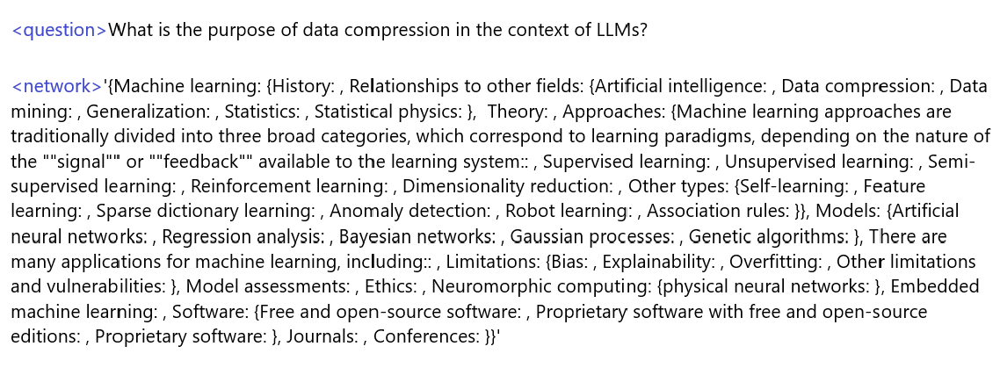 <question>What is the purpose of data compression in the context of LLMs?
<network>'{Machine learning: {History: , Relationships to other fields: {Artificial intelligence: , Data compression: , Data
mining: , Generalization: , Statistics: , Statistical physics: },  Theory: , Approaches: {Machine learning approaches are
traditionally divided into three broad categories, which correspond to learning paradigms, depending on the nature of
the ""signal"" or ""feedback"" available to the learning system:: , Supervised learning: , Unsupervised learning: , Semi-
supervised learning: , Reinforcement learning: , Dimensionality reduction: , Other types: {Self-learning: , Feature
learning: , Sparse dictionary learning: , Anomaly detection: , Robot learning: , Association rules: }}, Models: {Artificial
neural networks: , Regression analysis: , Bayesian networks: , Gaussian processes: , Genetic algorithms: }, There are
many applications for machine learning, including:: , Limitations: {Bias: , Explainability: , Overfitting: , Other limitations
and vulnerabilities: }, Model assessments: , Ethics: , Neuromorphic computing: {physical neural networks: }, Embedded
machine learning: , Software: {Free and open-source software: , Proprietary software with free and open-source
editions: , Proprietary software: }, Journals: , Conferences: }}'